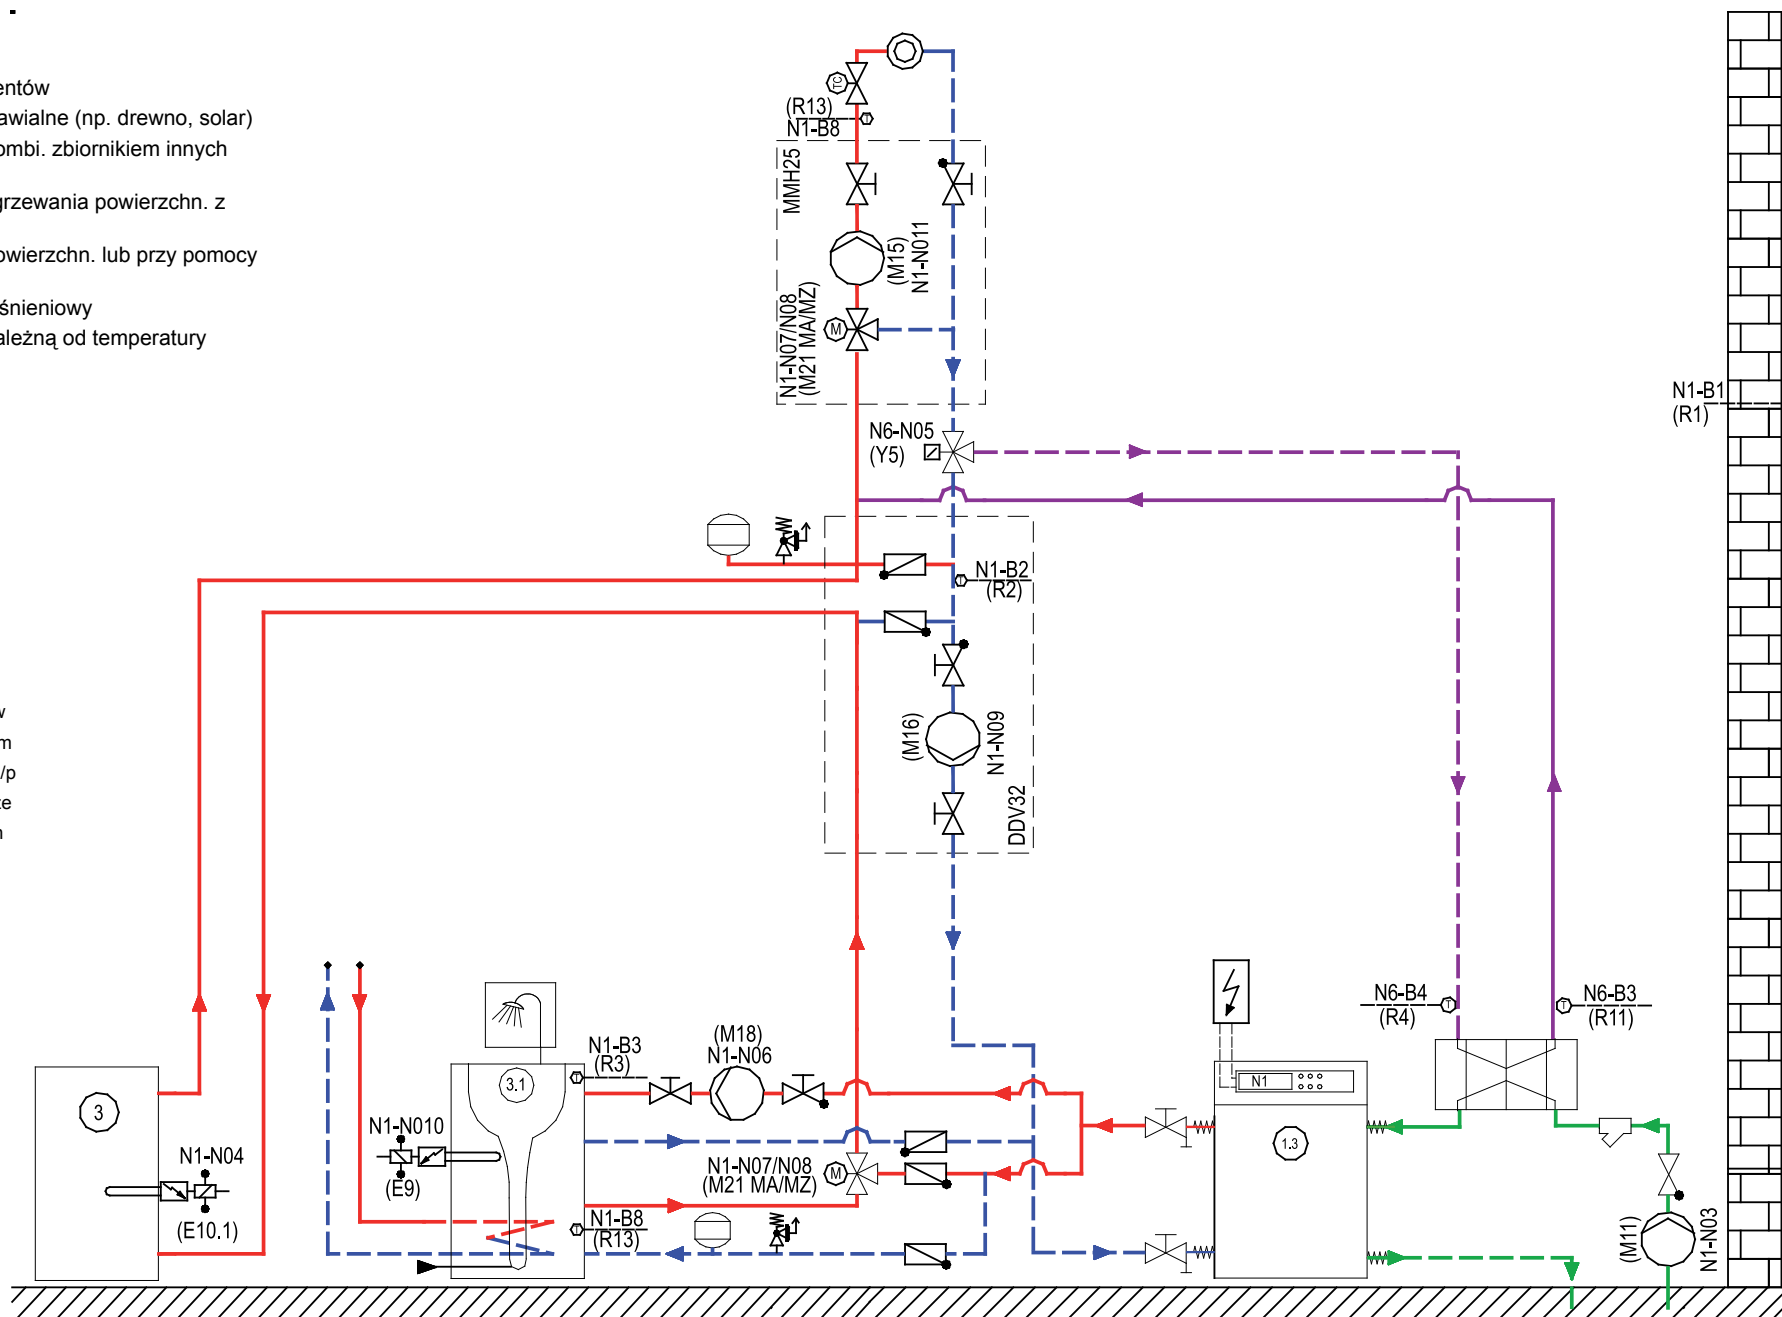 entów
awialne (np. drewno, solar)
ombi. zbiornikiem innych
grzewania powierzchn. z
owierzchn. lub przy pomocy
śnieniowy
ależną od temperatury
w
m
/p
te
n
TC
(R13)
T
N1-B8
MMH25
(M15)
N1-N011
N1-N07/N08
(M21 MA/MZ)
M
N1-B1
(R1)
N6-N05
(Y5)
T
N1-B2
(R2)
(M16)
N1-N09
DDV32
N6-B4
(R4)
T
T
N6-B3
(R11)
N1-B3
(R3)
T
(M18)
N1-N06
3.1
3
N1
1.3
N1-N010
(E9)
N1-N04
(E10.1)
N1-N07/N08
(M21 MA/MZ)
M
T
N1-B8
(R13)
(M11)
N1-N03